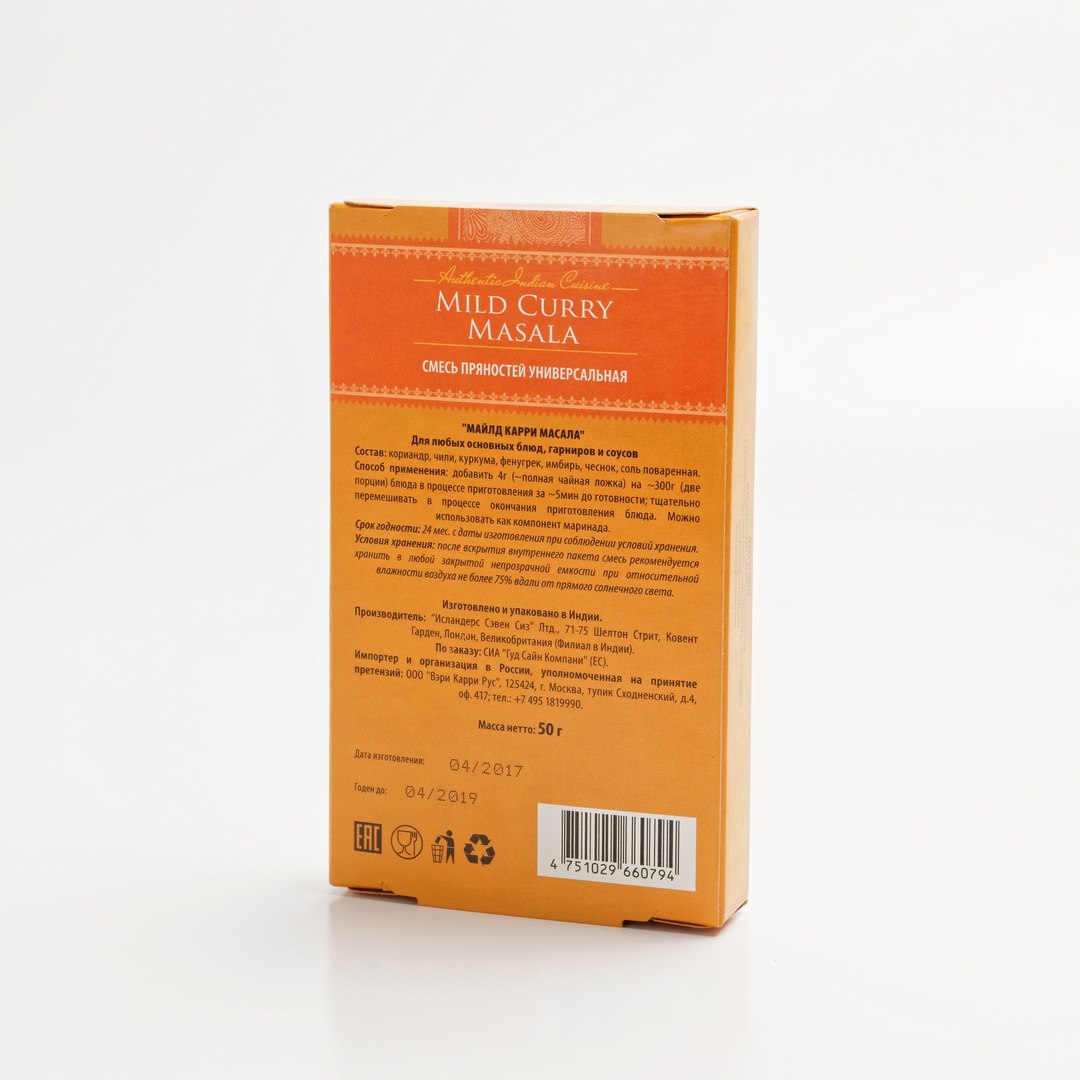 Authentic Indian Cuisine
MILD CURRY
MASALA
СМЕСЬ ПРЯНОСТЕЙ УНИВЕРСАЛЬНАЯ
"МАЙЛД КАРРИ МАСАЛА"
Для любых основных блюд, гарниров и соусов
Состав: кориандр, чили, куркума, фенугрек, имбирь, чеснок, соль поваренная.
Способ применения: добавить 4г (~полная чайная ложка) на ~300г (две
порции) блюда в процессе приготовления за ~5мин до готовности; тщательно
перемешивать в процессе окончания приготовления блюда. Можно
использовать как компонент маринада.
Срок годности: 24 мес. с даты изготовления при соблюдении условий хранения.
Условия хранения: после вскрытия внутреннего пакета смесь рекомендуется
хранить в любой закрытой непрозрачной емкости при относительной
влажности воздуха не более 75% вдали от прямого солнечного света.
Изготовлено и упаковано в Индии.
Производитель: "Исландерс Сэвен Сиз" Лтд., 71-75 Шелтон Стрит, Ковент
Гарден, Лондон, Великобритания (Филиал в Индии).
По заказу: СИА "Гуд Сайн Компани" (ЕС).
Импортер и организация в России, уполномоченная на принятие
претензий: ООО "Вэри Карри Рус", 125424, г. Москва, тупик Сходненский, д.4,
оф. 417; тел.: +7 495 1819990.
Масса нетто: 50 г
Дата изготовления: 04/2017
Годен до: 04/2019
EAC
4 751029 660794